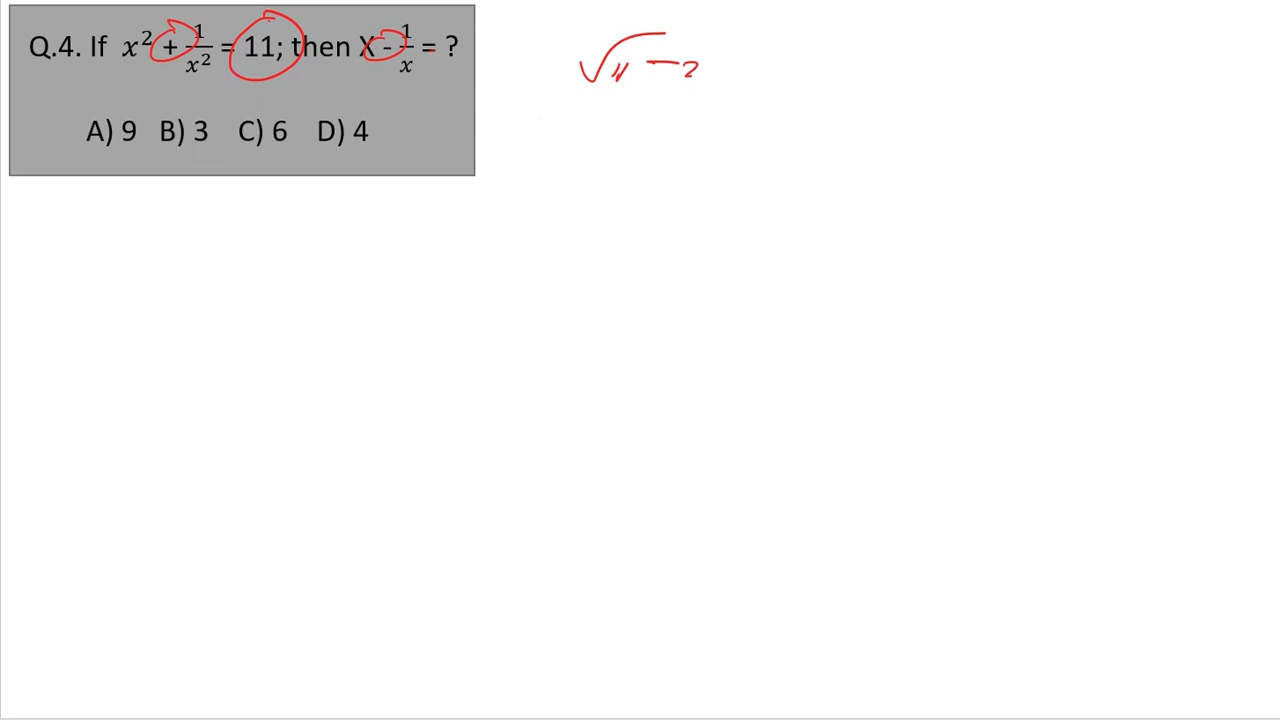 Q.4. If x² + 1/x² = 11; then X - 1/x = ?
A) 9 B) 3 C) 6 D) 4
√11 - 2